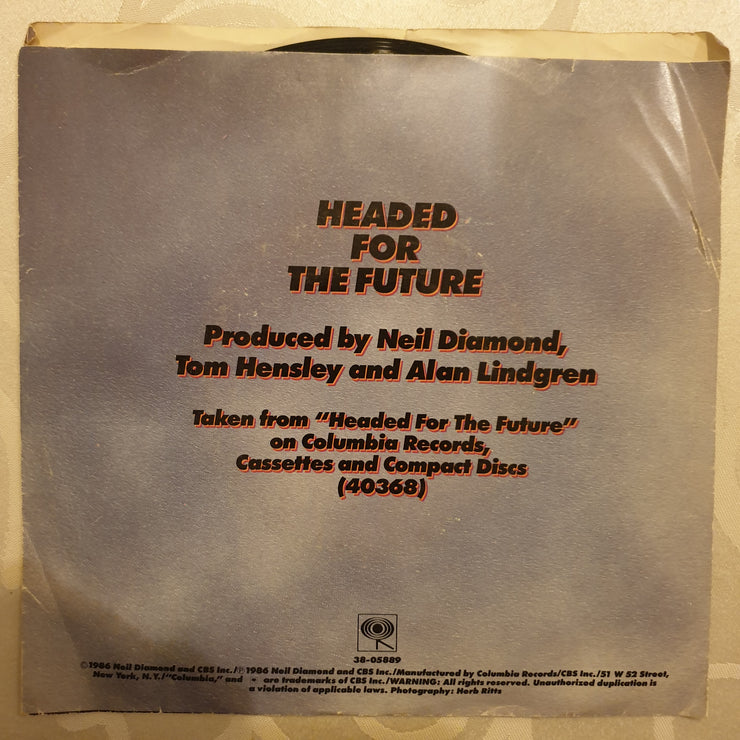 HEADED
FOR
THE FUTURE
Produced by Neil Diamond,
Tom Hensley and Alan Lindgren
Taken from "Headed For The Future"
on Columbia Records,
Cassettes and Compact Discs
(40368)
38-05889
©1986 Neil Diamond and CBS Inc./℗1986 Neil Diamond and CBS Inc./Manufactured by Columbia Records/CBS Inc./51 W 52 Street,
New York, N.Y./"Columbia," and are trademarks of CBS Inc./WARNING: All rights reserved. Unauthorized duplication is
a violation of applicable laws. Photography: Herb Ritts